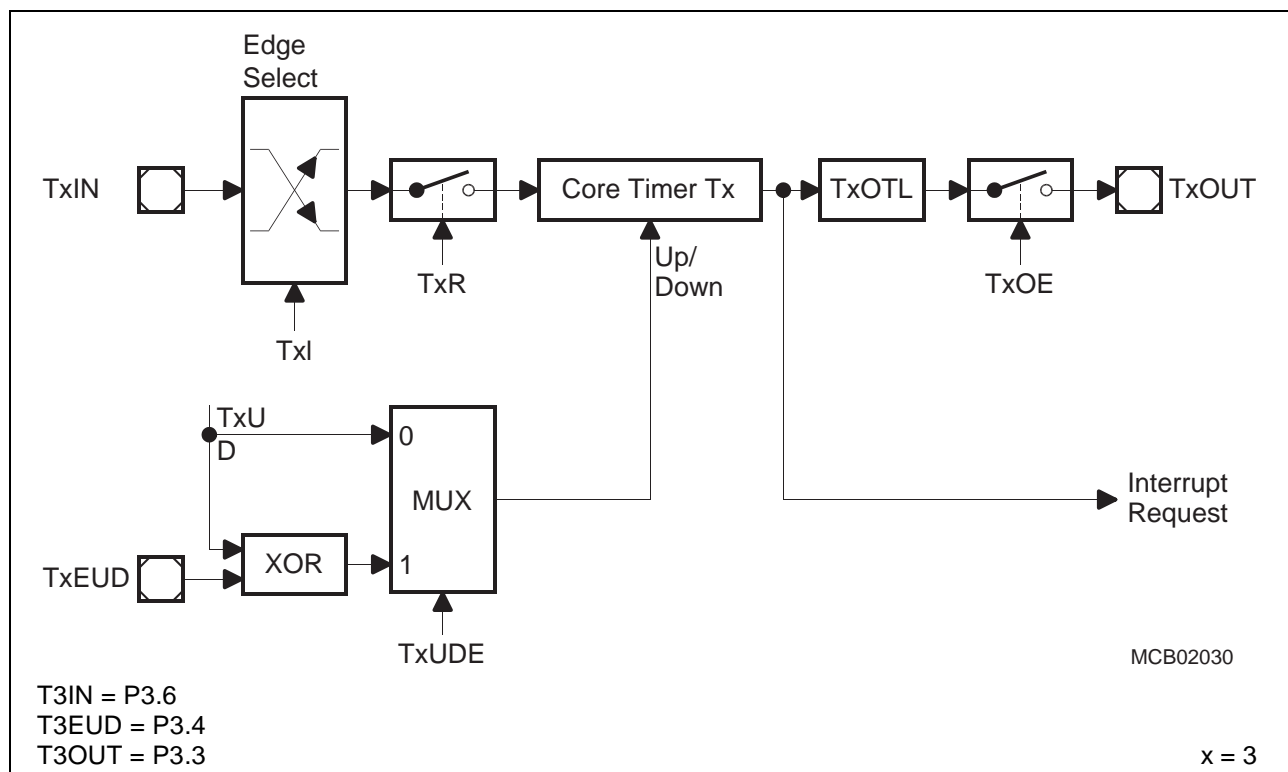 Edge
Select
TxIN
Core Timer Tx
TxOTL
TxOUT
TxR
Up/
Down
TxOE
TxI
TxU
D
0
MUX
Interrupt
Request
XOR
1
TxEUD
TxUDE
MCB02030
T3IN = P3.6
T3EUD = P3.4
T3OUT = P3.3
x = 3